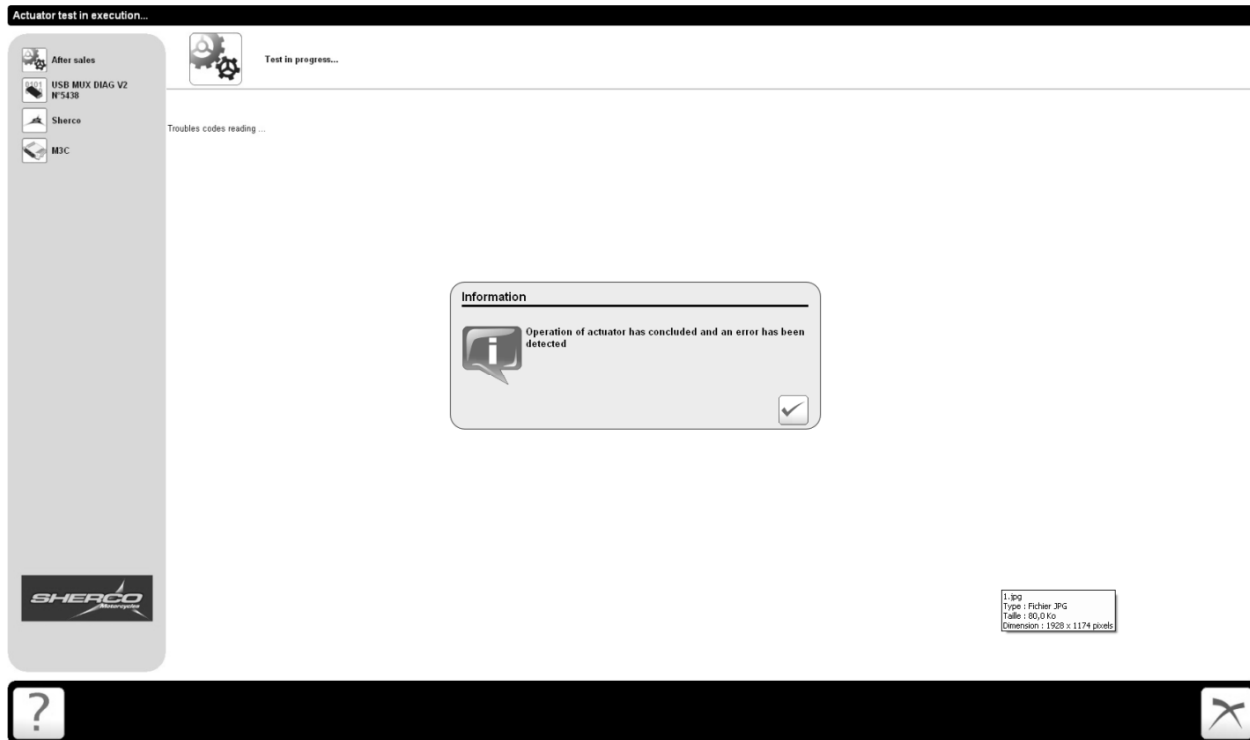 Actuator test in execution...
After sales
USB MUX DIAG V2
N°5438
Sherco
M3C
Test in progress...
Troubles codes reading ...
Information
Operation of actuator has concluded and an error has been
detected
SHERCO
Motorcycles
1.jpg
Type : Fichier JPG
Taille : 80,0 Ko
Dimension : 1928 x 1174 pixels
?